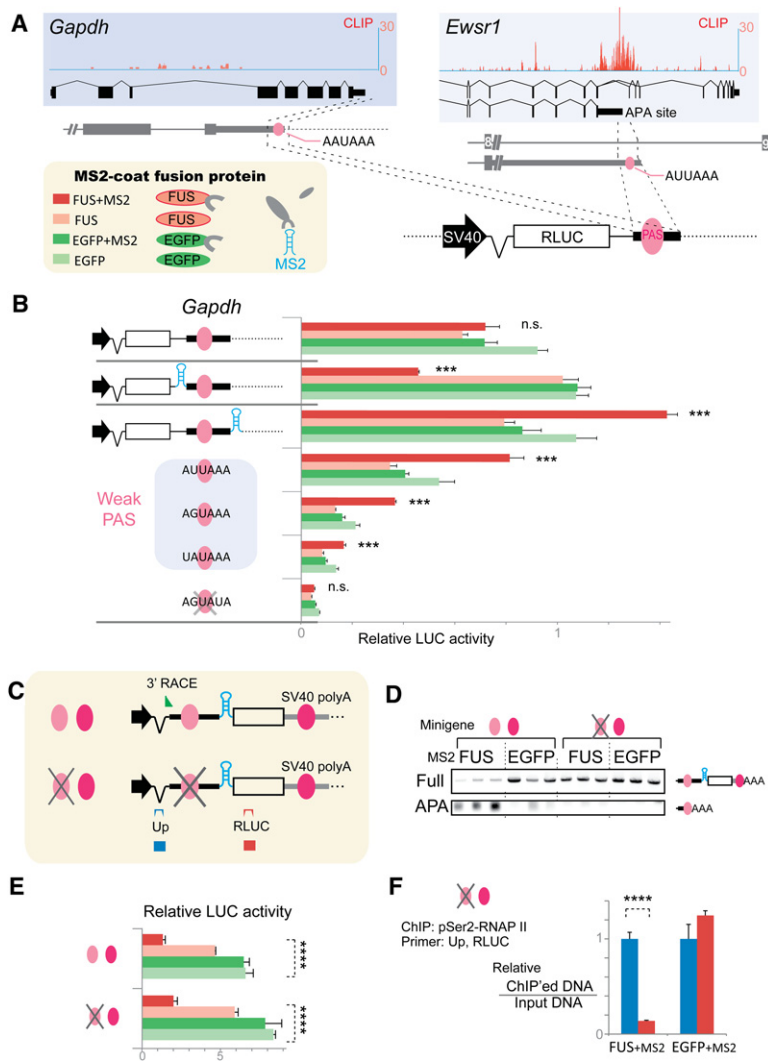 A
Gapdh
CLIP
30
0
AAUAAA
Ewsr1
CLIP
30
0
APA site
8
9
AUUAAA
MS2-coat fusion protein
FUS+MS2
FUS
FUS
FUS
EGFP+MS2
EGFP
EGFP
EGFP
MS2
SV40
RLUC
PAS
B
Gapdh
n.s.
***
***
Weak
PAS
AUUAAA
***
AGUAAA
***
UAUAAA
***
AGUAUA
n.s.
0
1
Relative LUC activity
C
3' RACE
SV40 polyA
...
SV40 polyA
...
Up
RLUC
D
Minigene
MS2
FUS
EGFP
FUS
EGFP
Full
AAA
APA
AAA
E
Relative LUC activity
****
****
0
5
F
ChIP: pSer2-RNAP II
Primer: Up, RLUC
Relative
ChIP'ed DNA
Input DNA
****
1
0
FUS+MS2
EGFP+MS2